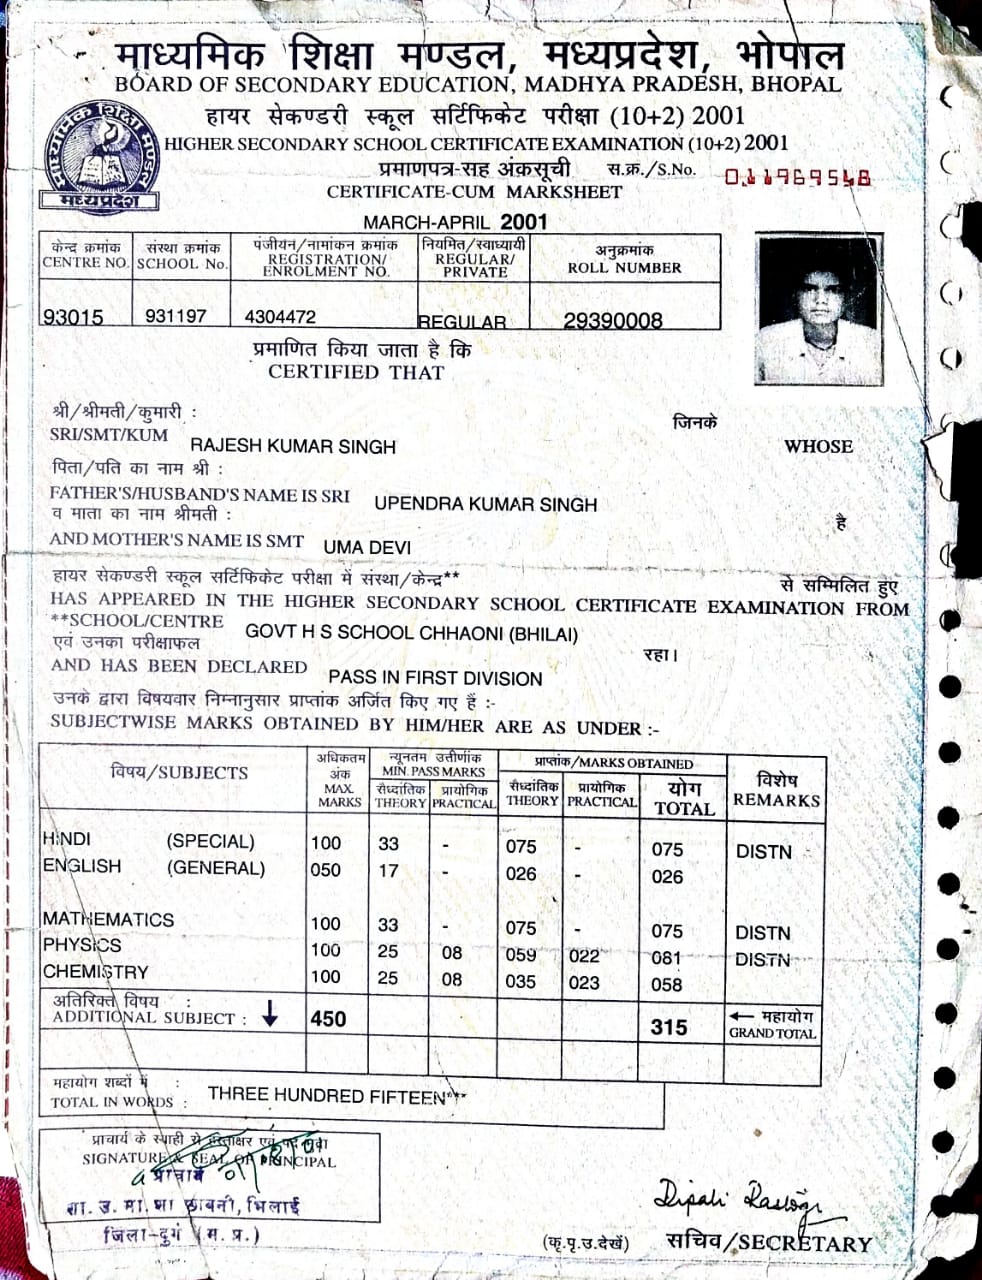 माध्यमिक शिक्षा मण्डल, मध्यप्रदेश, भोपाल
BOARD OF SECONDARY EDUCATION, MADHYA PRADESH, BHOPAL
हायर सेकण्डरी स्कूल सर्टिफिकेट परीक्षा (10+2) 2001
HIGHER SECONDARY SCHOOL CERTIFICATE EXAMINATION (10+2) 2001
माध्यमिक शिक्षा मण्डल
मध्यप्रदेश
प्रमाणपत्र-सह अंकसूची स.क्र./S.No. 011969568
CERTIFICATE-CUM MARKSHEET
MARCH-APRIL 2001
केन्द्र क्रमांक संस्था क्रमांक पंजीयन/नामांकन क्रमांक नियमित/स्वाध्यायी अनुक्रमांक
CENTRE NO. SCHOOL No. REGISTRATION/ REGULAR/ ROLL NUMBER
ENROLMENT NO. PRIVATE
93015 931197 4304472 REGULAR 29390008
प्रमाणित किया जाता है कि
CERTIFIED THAT
श्री/श्रीमती/कुमारी : जिनके
SRI/SMT/KUM RAJESH KUMAR SINGH WHOSE
पिता/पति का नाम श्री :
FATHER'S/HUSBAND'S NAME IS SRI UPENDRA KUMAR SINGH
व माता का नाम श्रीमती : है
AND MOTHER'S NAME IS SMT UMA DEVI
हायर सेकण्डरी स्कूल सर्टिफिकेट परीक्षा में संस्था/केन्द्र** से सम्मिलित हुए
HAS APPEARED IN THE HIGHER SECONDARY SCHOOL CERTIFICATE EXAMINATION FROM
**SCHOOL/CENTRE GOVT H S SCHOOL CHHAONI (BHILAI)
एवं उनका परीक्षाफल रहा।
AND HAS BEEN DECLARED PASS IN FIRST DIVISION
उनके द्वारा विषयवार निम्नानुसार प्राप्तांक अर्जित किए गए हैं :-
SUBJECTWISE MARKS OBTAINED BY HIM/HER ARE AS UNDER :-
विषय/SUBJECTS अधिकतम अंक MAX. MARKS न्यूनतम उत्तीर्णांक MIN. PASS MARKS प्राप्तांक/MARKS OBTAINED विशेष REMARKS
सैध्दांतिक THEORY प्रायोगिक PRACTICAL सैध्दांतिक THEORY प्रायोगिक PRACTICAL योग TOTAL
HINDI (SPECIAL) 100 33 - 075 - 075 DISTN
ENGLISH (GENERAL) 050 17 - 026 - 026
MATHEMATICS 100 33 - 075 - 075 DISTN
PHYSICS 100 25 08 059 022 081 DISTN
CHEMISTRY 100 25 08 035 023 058
अतिरिक्त विषय : ← महायोग
ADDITIONAL SUBJECT : ↓ 450 315 GRAND TOTAL
महायोग शब्दों में :
TOTAL IN WORDS : THREE HUNDRED FIFTEEN***
प्राचार्य के स्याही से हस्ताक्षर एवं पदमुद्रा
SIGNATURE & SEAL OF PRINCIPAL
प्राचार्य
शा. उ. मा. शा छावनी, भिलाई
जिला-दुर्ग (म. प्र.)
Dipali Rastogi
(कृ.पृ.उ.देखें) सचिव/SECRETARY